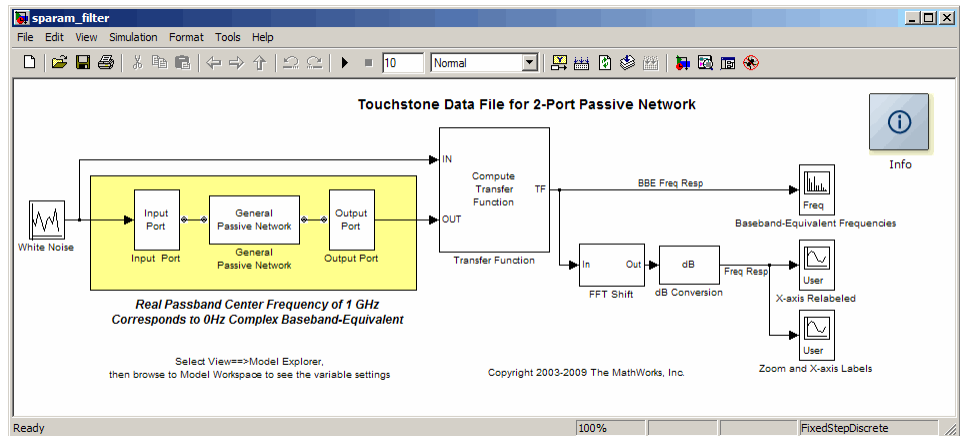 sparam_filter
File Edit View Simulation Format Tools Help
10 Normal
Touchstone Data File for 2-Port Passive Network
Info
IN
Compute
Transfer
Function
TF
OUT
Transfer Function
BBE Freq Resp
Freq
Baseband-Equivalent Frequencies
White Noise
Input
Port
Input Port
General
Passive Network
General
Passive Network
Output
Port
Output Port
In Out
FFT Shift
dB
dB Conversion
Freq Resp
User
X-axis Relabeled
User
Zoom and X-axis Labels
Real Passband Center Frequency of 1 GHz
Corresponds to 0Hz Complex Baseband-Equivalent
Select View==>Model Explorer,
then browse to Model Workspace to see the variable settings
Copyright 2003-2009 The MathWorks, Inc.
Ready 100% FixedStepDiscrete